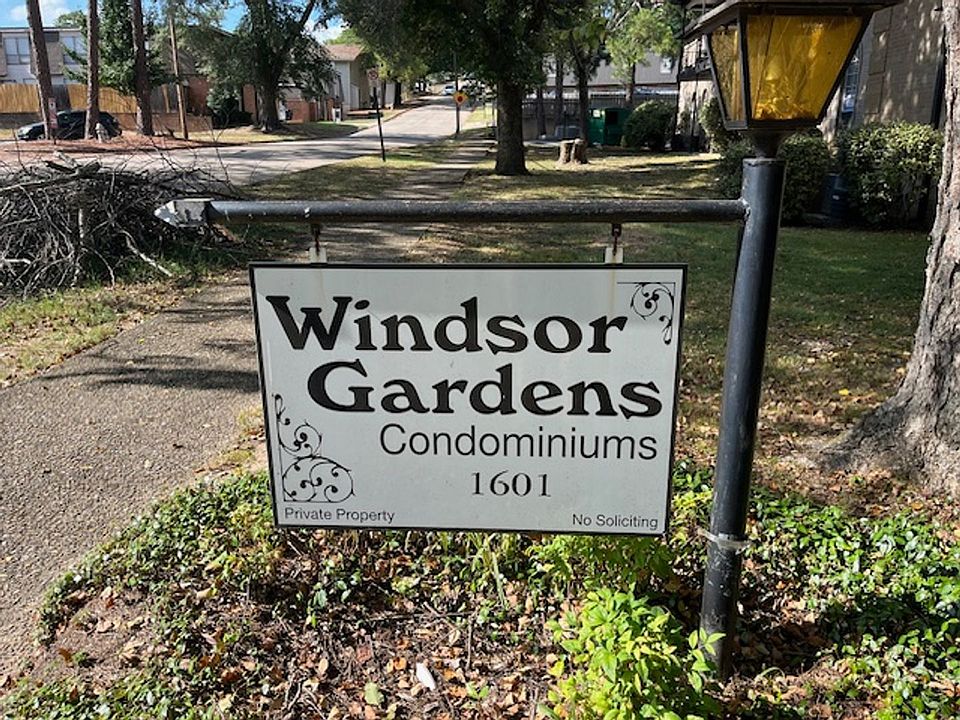 Windsor
Gardens
Condominiums
1601
Private Property No Soliciting